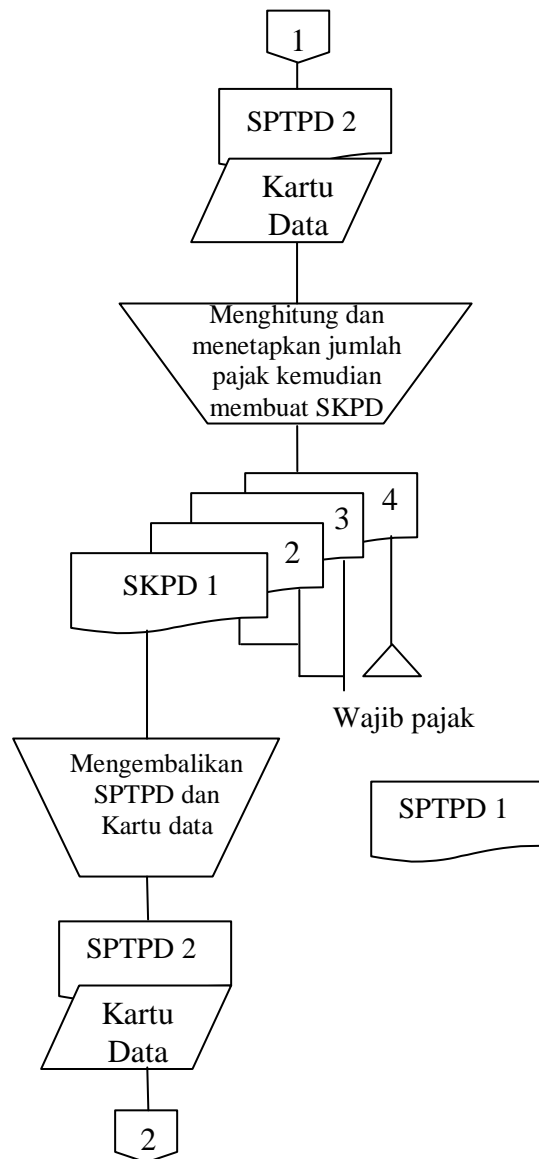 1
SPTPD 2
Kartu
Data
Menghitung dan
menetapkan jumlah
pajak kemudian
membuat SKPD
4
3
2
SKPD 1
Wajib pajak
Mengembalikan
SPTPD dan
Kartu data
SPTPD 1
SPTPD 2
Kartu
Data
2